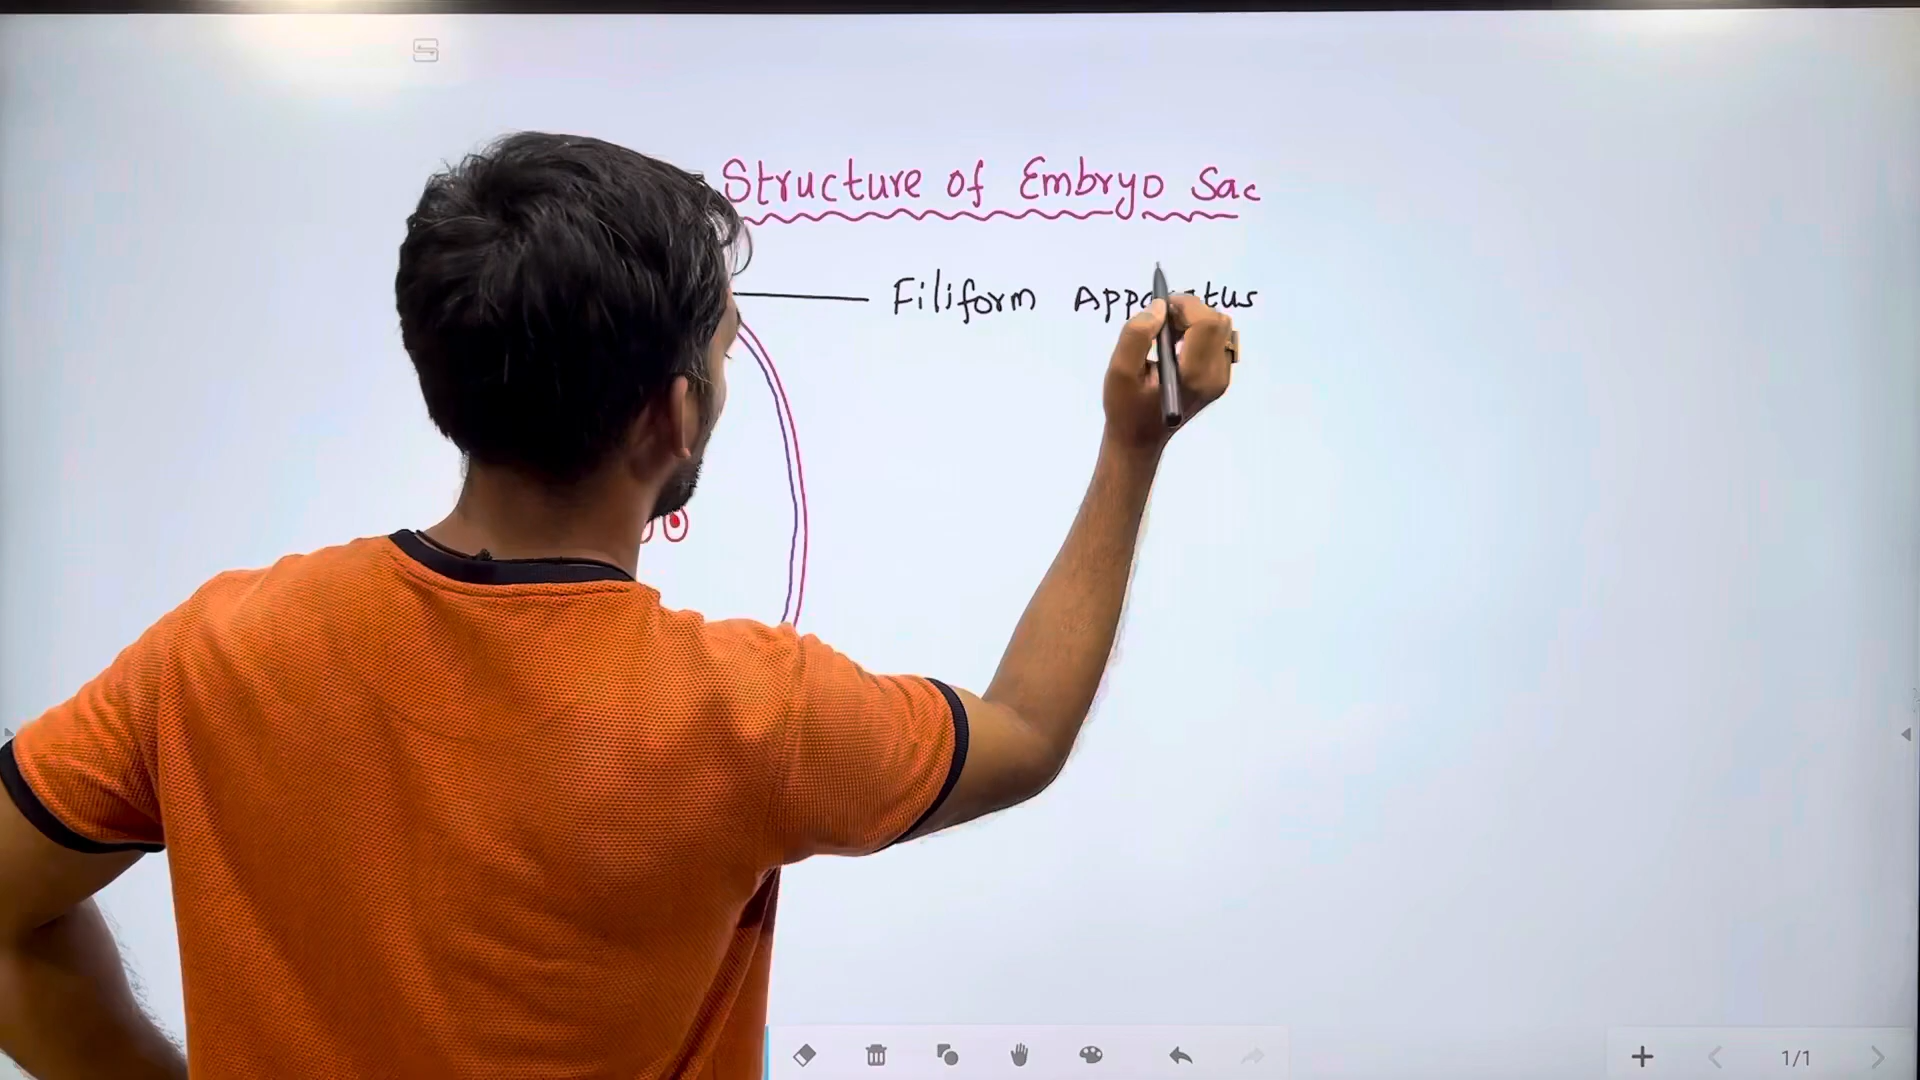 Structure of Embryo Sac
Filiform
1/1